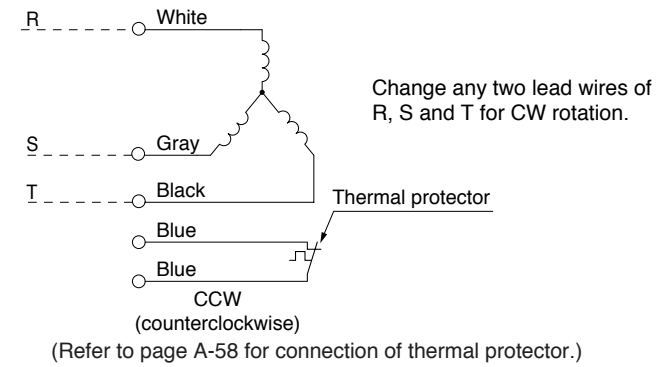 R White
Change any two lead wires of
R, S and T for CW rotation.
S Gray
T Black
Thermal protector
Blue
Blue
CCW
(counterclockwise)
(Refer to page A-58 for connection of thermal protector.)